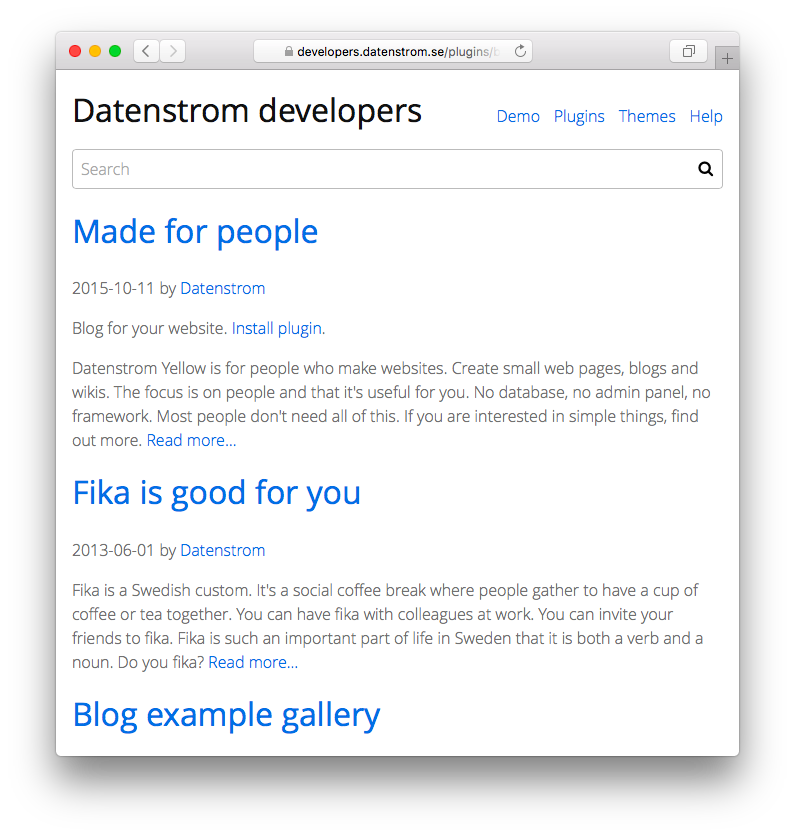 developers.datenstrom.se/plugins/b
Datenstrom developers
Demo Plugins Themes Help
Search
Made for people
2015-10-11 by Datenstrom
Blog for your website. Install plugin.
Datenstrom Yellow is for people who make websites. Create small web pages, blogs and
wikis. The focus is on people and that it's useful for you. No database, no admin panel, no
framework. Most people don't need all of this. If you are interested in simple things, find
out more. Read more...
Fika is good for you
2013-06-01 by Datenstrom
Fika is a Swedish custom. It's a social coffee break where people gather to have a cup of
coffee or tea together. You can have fika with colleagues at work. You can invite your
friends to fika. Fika is such an important part of life in Sweden that it is both a verb and a
noun. Do you fika? Read more...
Blog example gallery